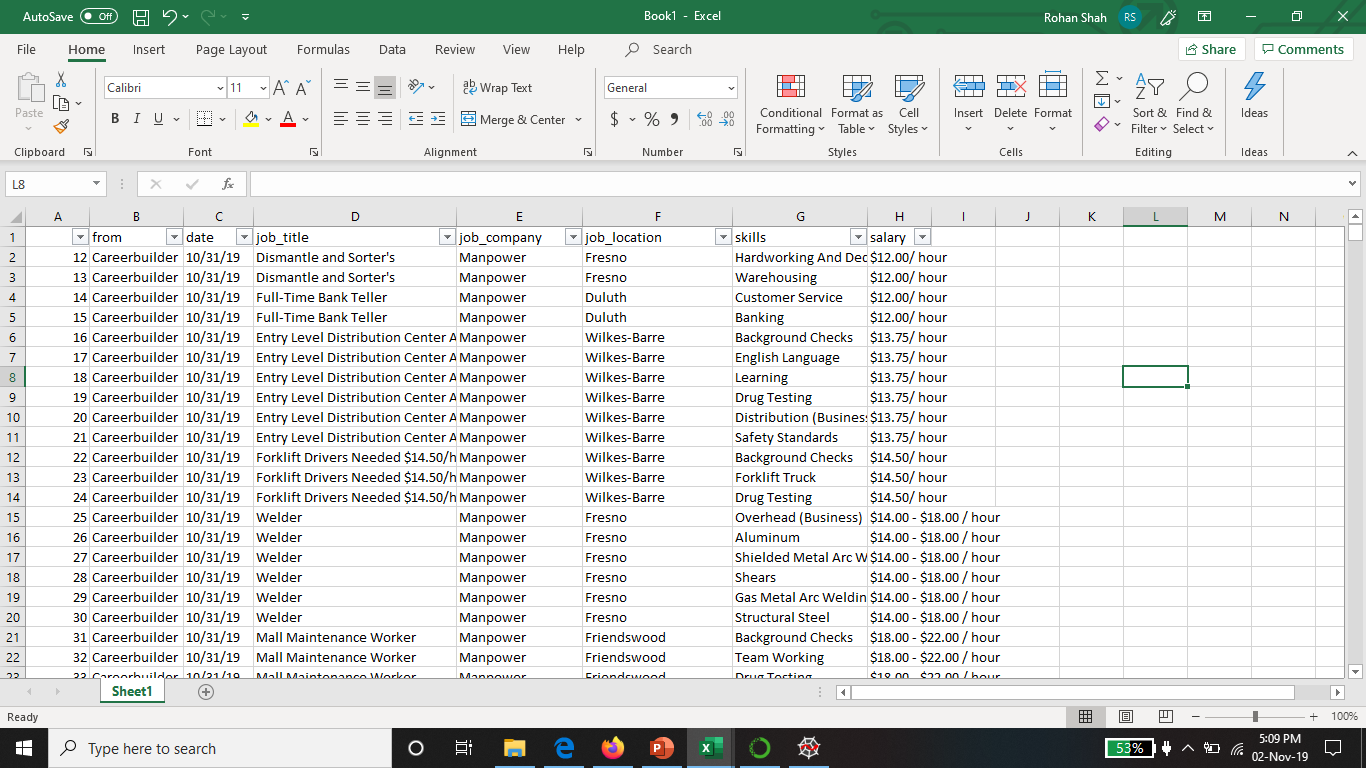 AutoSave Off Book1 - Excel Rohan Shah RS
File Home Insert Page Layout Formulas Data Review View Help Search Share Comments
Paste Calibri 11 A A Wrap Text General Conditional Formatting Format as Table Cell Styles Insert Delete Format Sort & Filter Find & Select Ideas
B I U A Merge & Center $ % 9
Clipboard Font Alignment Number Styles Cells Editing Ideas
L8 fx
A B C D E F G H I J K L M N
1 from date job_title job_company job_location skills salary
2 12 Careerbuilder 10/31/19 Dismantle and Sorter's Manpower Fresno Hardworking And Dec $12.00/ hour
3 13 Careerbuilder 10/31/19 Dismantle and Sorter's Manpower Fresno Warehousing $12.00/ hour
4 14 Careerbuilder 10/31/19 Full-Time Bank Teller Manpower Duluth Customer Service $12.00/ hour
5 15 Careerbuilder 10/31/19 Full-Time Bank Teller Manpower Duluth Banking $12.00/ hour
6 16 Careerbuilder 10/31/19 Entry Level Distribution Center A Manpower Wilkes-Barre Background Checks $13.75/ hour
7 17 Careerbuilder 10/31/19 Entry Level Distribution Center A Manpower Wilkes-Barre English Language $13.75/ hour
8 18 Careerbuilder 10/31/19 Entry Level Distribution Center A Manpower Wilkes-Barre Learning $13.75/ hour
9 19 Careerbuilder 10/31/19 Entry Level Distribution Center A Manpower Wilkes-Barre Drug Testing $13.75/ hour
10 20 Careerbuilder 10/31/19 Entry Level Distribution Center A Manpower Wilkes-Barre Distribution (Business $13.75/ hour
11 21 Careerbuilder 10/31/19 Entry Level Distribution Center A Manpower Wilkes-Barre Safety Standards $13.75/ hour
12 22 Careerbuilder 10/31/19 Forklift Drivers Needed $14.50/h Manpower Wilkes-Barre Background Checks $14.50/ hour
13 23 Careerbuilder 10/31/19 Forklift Drivers Needed $14.50/h Manpower Wilkes-Barre Forklift Truck $14.50/ hour
14 24 Careerbuilder 10/31/19 Forklift Drivers Needed $14.50/h Manpower Wilkes-Barre Drug Testing $14.50/ hour
15 25 Careerbuilder 10/31/19 Welder Manpower Fresno Overhead (Business) $14.00 - $18.00 / hour
16 26 Careerbuilder 10/31/19 Welder Manpower Fresno Aluminum $14.00 - $18.00 / hour
17 27 Careerbuilder 10/31/19 Welder Manpower Fresno Shielded Metal Arc W $14.00 - $18.00 / hour
18 28 Careerbuilder 10/31/19 Welder Manpower Fresno Shears $14.00 - $18.00 / hour
19 29 Careerbuilder 10/31/19 Welder Manpower Fresno Gas Metal Arc Weldin $14.00 - $18.00 / hour
20 30 Careerbuilder 10/31/19 Welder Manpower Fresno Structural Steel $14.00 - $18.00 / hour
21 31 Careerbuilder 10/31/19 Mall Maintenance Worker Manpower Friendswood Background Checks $18.00 - $22.00 / hour
22 32 Careerbuilder 10/31/19 Mall Maintenance Worker Manpower Friendswood Team Working $18.00 - $22.00 / hour
23 33 Careerbuilder 10/31/19 Mall Maintenance Worker Manpower Friendswood Drug Testing $18.00 - $22.00 / hour
Sheet1
Ready 100%
Type here to search 53% 5:09 PM
02-Nov-19